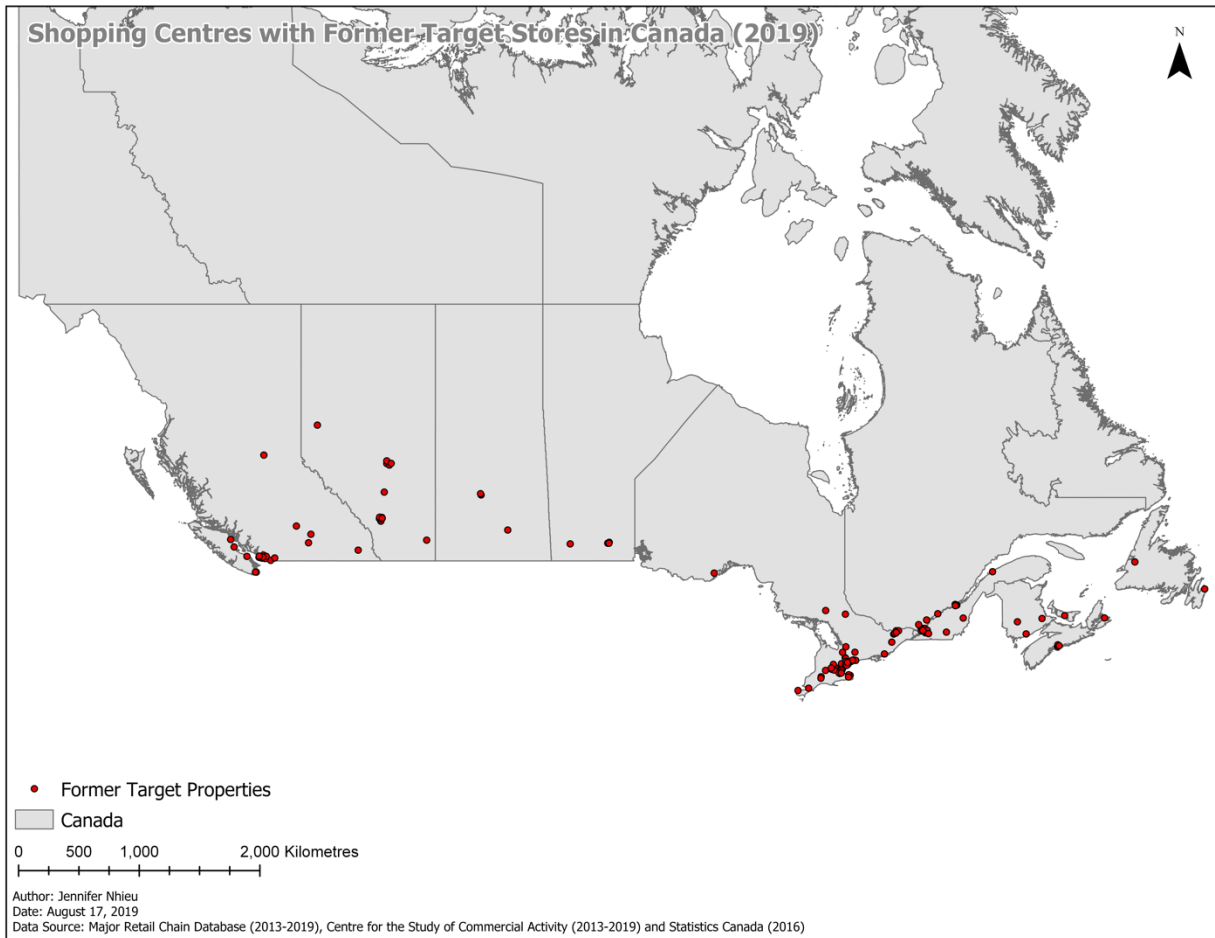 Shopping Centres with Former Target Stores in Canada (2019)
N
Former Target Properties
Canada
0 500 1,000 2,000 Kilometres
Author: Jennifer Nhieu
Date: August 17, 2019
Data Source: Major Retail Chain Database (2013-2019), Centre for the Study of Commercial Activity (2013-2019) and Statistics Canada (2016)